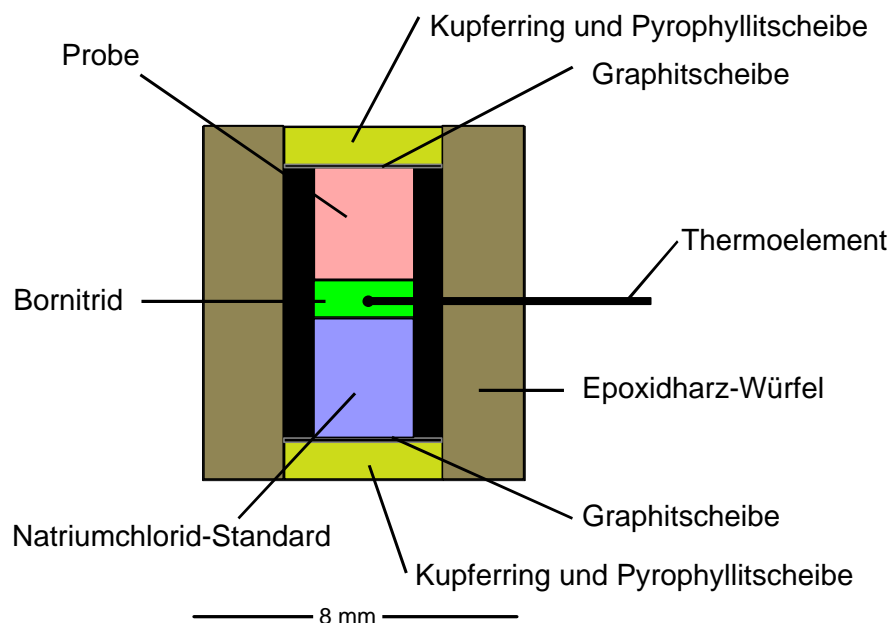 Kupferring und Pyrophyllitscheibe
Probe
Graphitscheibe
Thermoelement
Bornitrid
Epoxidharz-Würfel
Graphitscheibe
Natriumchlorid-Standard
Kupferring und Pyrophyllitscheibe
8 mm